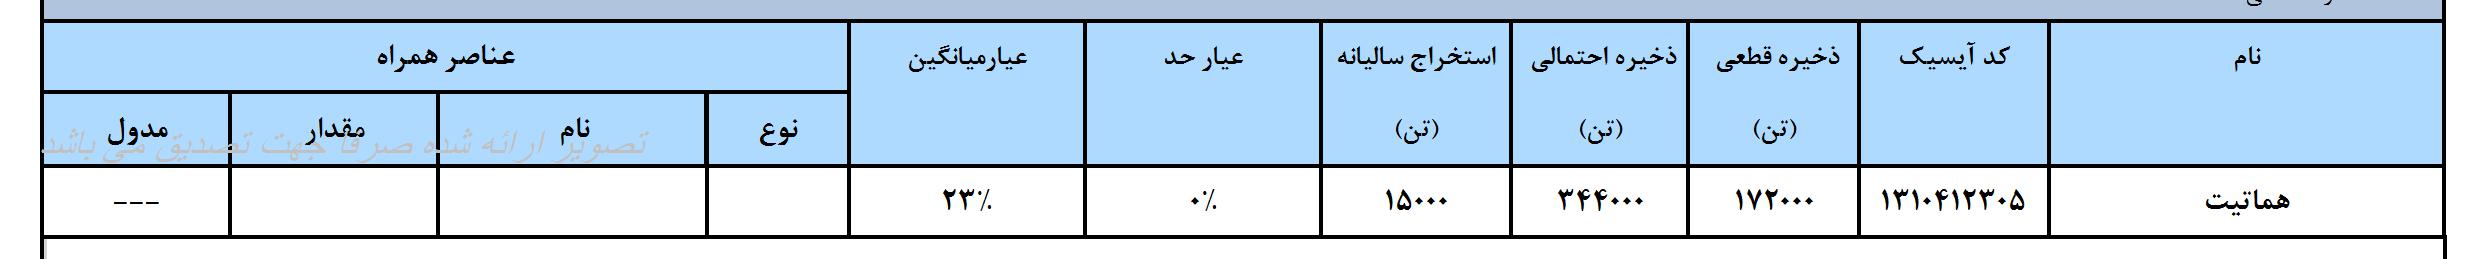 نام	کد آیسیک	ذخیره قطعی (تن)	ذخیره احتمالی (تن)	استخراج سالیانه (تن)	عیار حد	عیارمیانگین	عناصر همراه
نوع	نام	مقدار	مدول
تصویر ارائه شده صرفا جهت تصدیق می باشد
هماتیت	۱۳۱۰۴۱۲۳۰۵	۱۷۲۰۰۰	۳۴۴۰۰۰	۱۵۰۰۰	۰٪	۲۳٪	---